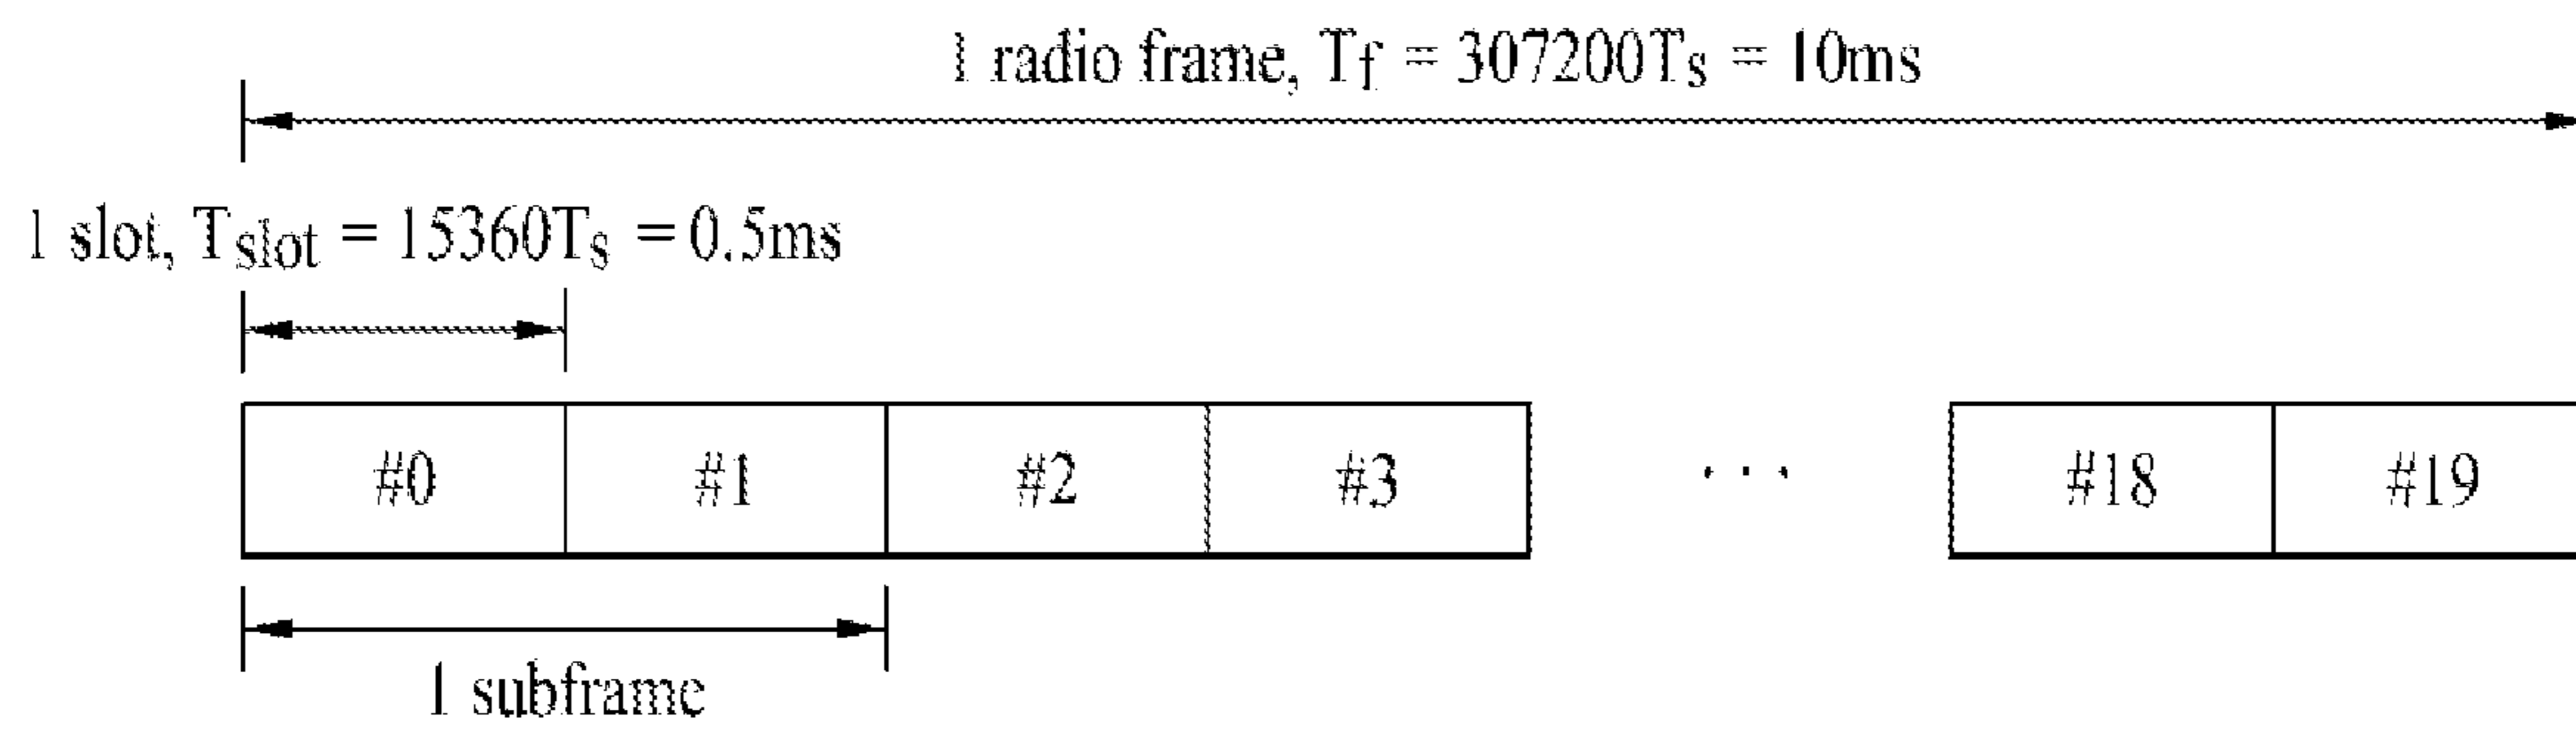 1 radio frame, Tf = 307200Ts = 10ms
1 slot, Tslot = 15360Ts = 0.5ms
#0 #1 #2 #3 ... #18 #19
1 subframe